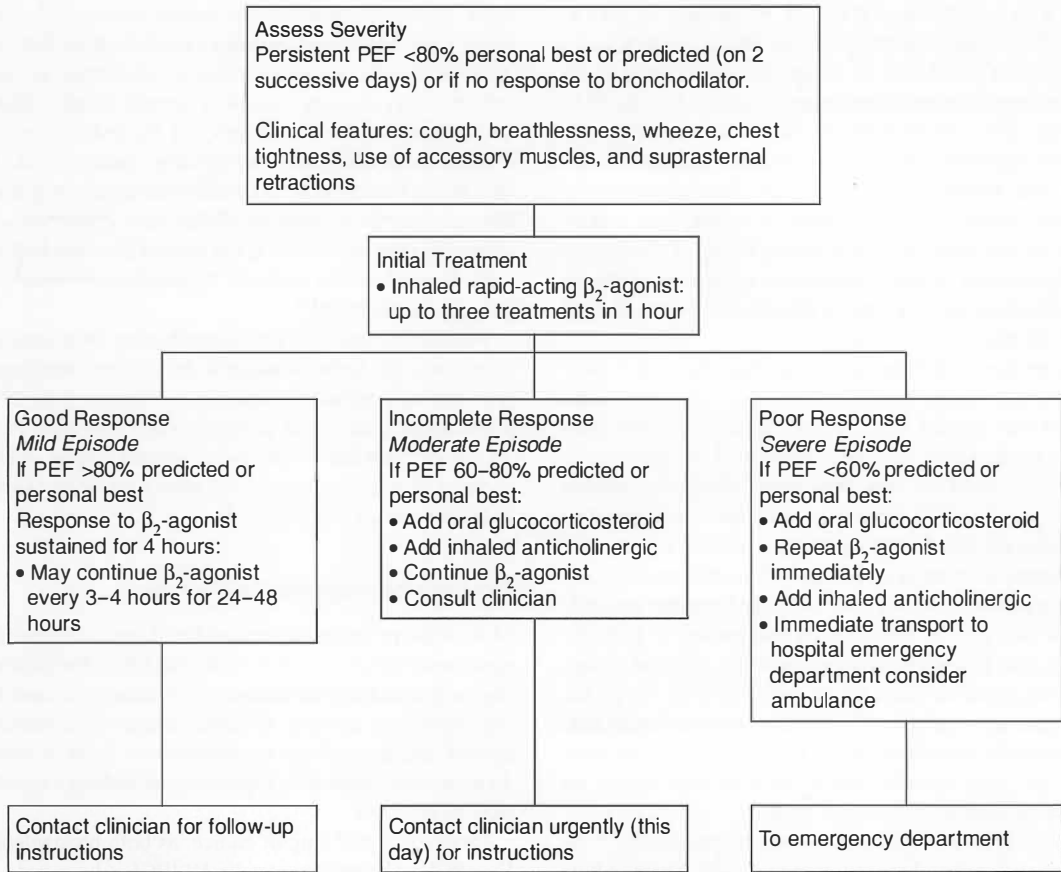 Assess Severity
Persistent PEF <80% personal best or predicted (on 2
successive days) or if no response to bronchodilator.
Clinical features: cough, breathlessness, wheeze, chest
tightness, use of accessory muscles, and suprasternal
retractions
Initial Treatment
• Inhaled rapid-acting β₂-agonist:
up to three treatments in 1 hour
Good Response
Mild Episode
If PEF >80% predicted or
personal best
Response to β₂-agonist
sustained for 4 hours:
• May continue β₂-agonist
every 3–4 hours for 24–48
hours
Incomplete Response
Moderate Episode
If PEF 60–80% predicted or
personal best:
• Add oral glucocorticosteroid
• Add inhaled anticholinergic
• Continue β₂-agonist
• Consult clinician
Poor Response
Severe Episode
If PEF <60% predicted or
personal best:
• Add oral glucocorticosteroid
• Repeat β₂-agonist
immediately
• Add inhaled anticholinergic
• Immediate transport to
hospital emergency
department consider
ambulance
Contact clinician for follow-up
instructions
Contact clinician urgently (this
day) for instructions
To emergency department